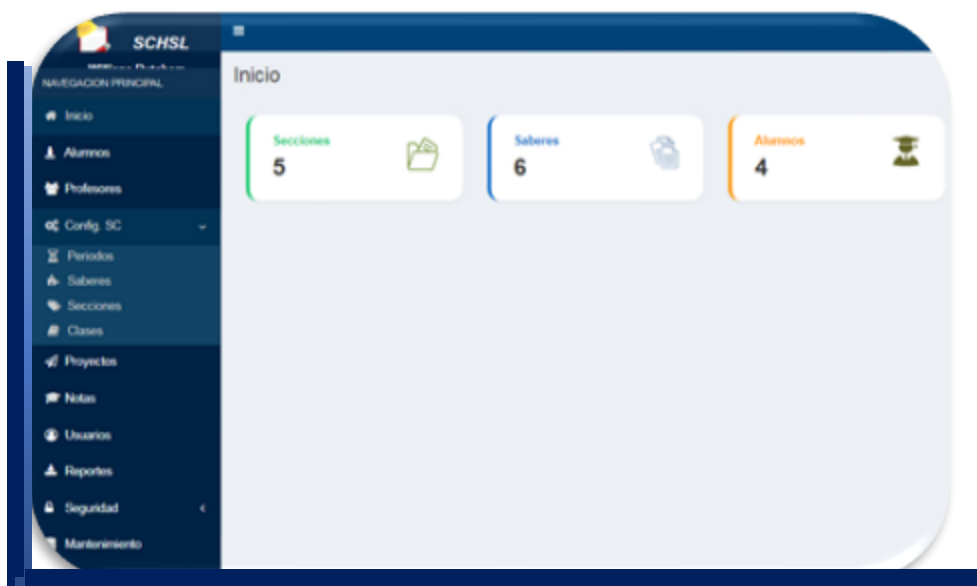 SCHSL
NAVEGACION PRINCIPAL
Inicio
Alumnos
Profesores
Config. SC
Periodos
Saberes
Secciones
Clases
Proyectos
Notas
Usuarios
Reportes
Seguridad
Mantenimiento
Inicio
Secciones
5
Saberes
6
Alumnos
4